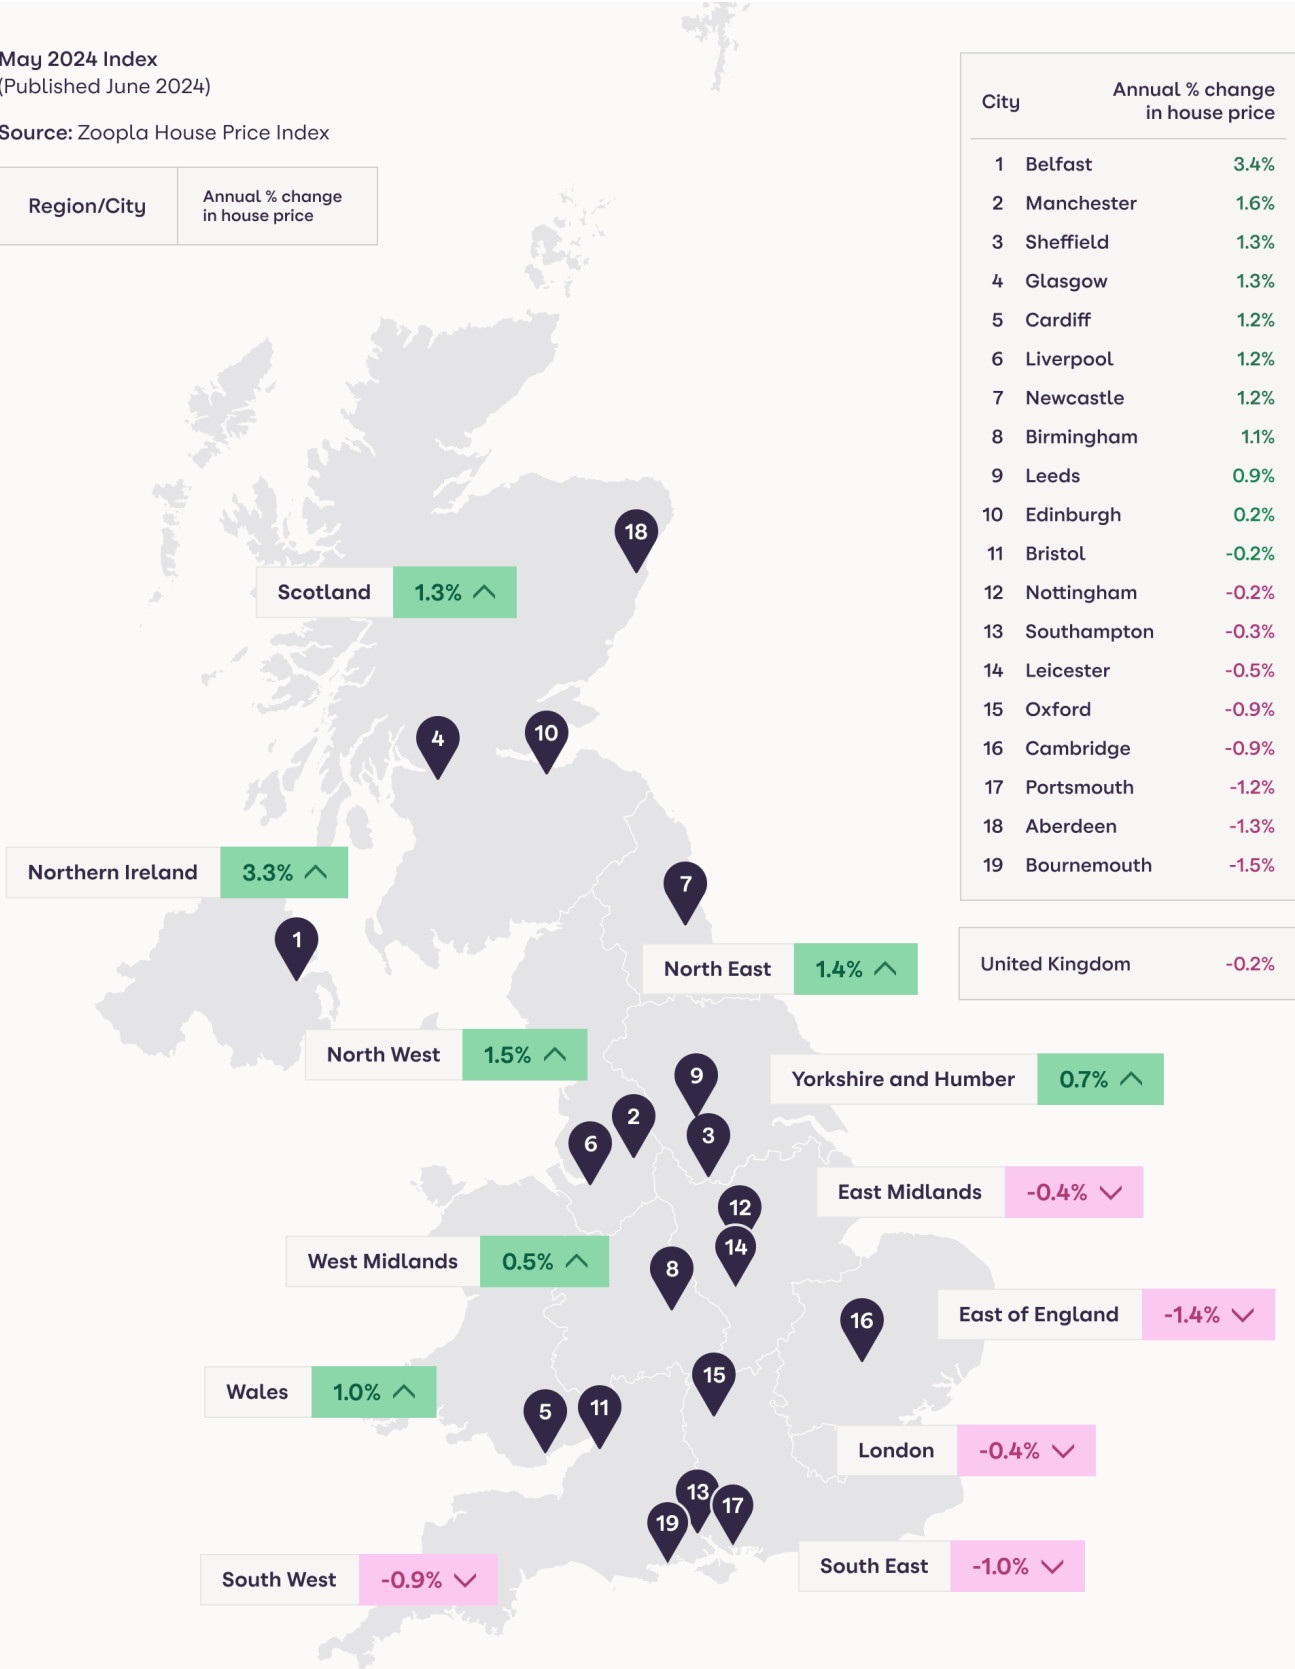 May 2024 Index
(Published June 2024)
Source: Zoopla House Price Index
Region/City
Annual % change
in house price
City
Annual % change
in house price
1 Belfast 3.4%
2 Manchester 1.6%
3 Sheffield 1.3%
4 Glasgow 1.3%
5 Cardiff 1.2%
6 Liverpool 1.2%
7 Newcastle 1.2%
8 Birmingham 1.1%
9 Leeds 0.9%
10 Edinburgh 0.2%
11 Bristol -0.2%
12 Nottingham -0.2%
13 Southampton -0.3%
14 Leicester -0.5%
15 Oxford -0.9%
16 Cambridge -0.9%
17 Portsmouth -1.2%
18 Aberdeen -1.3%
19 Bournemouth -1.5%
United Kingdom -0.2%
18
Scotland 1.3%
4
10
Northern Ireland 3.3%
7
1
North East 1.4%
North West 1.5%
9
Yorkshire and Humber 0.7%
2
3
6
East Midlands -0.4%
12
14
West Midlands 0.5%
8
East of England -1.4%
16
15
Wales 1.0%
5
11
London -0.4%
13
17
19
South East -1.0%
South West -0.9%